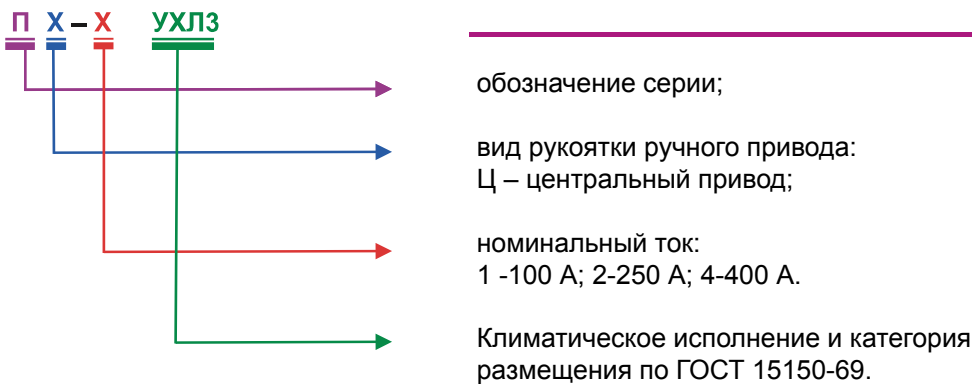 П Х – Х УХЛ3
обозначение серии;
вид рукоятки ручного привода:
Ц – центральный привод;
номинальный ток:
1 -100 А; 2-250 А; 4-400 А.
Климатическое исполнение и категория
размещения по ГОСТ 15150-69.